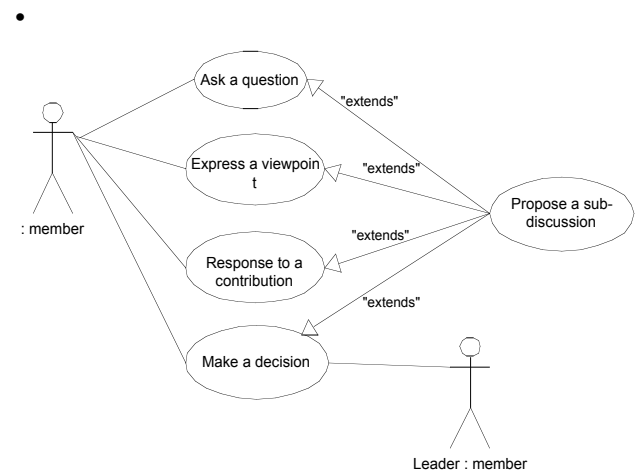 Ask a question
"extends"
Express a viewpoin
t
"extends"
Propose a sub-
discussion
: member
"extends"
Response to a
contribution
"extends"
Make a decision
Leader : member